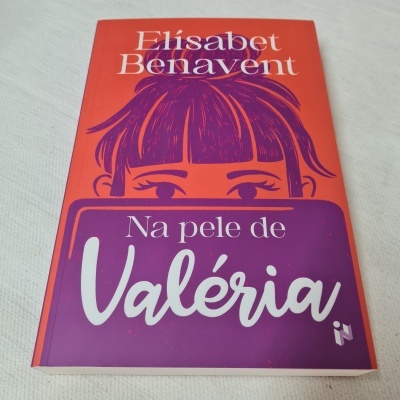 Elísabet
Benavent
Na pele de
Valéria